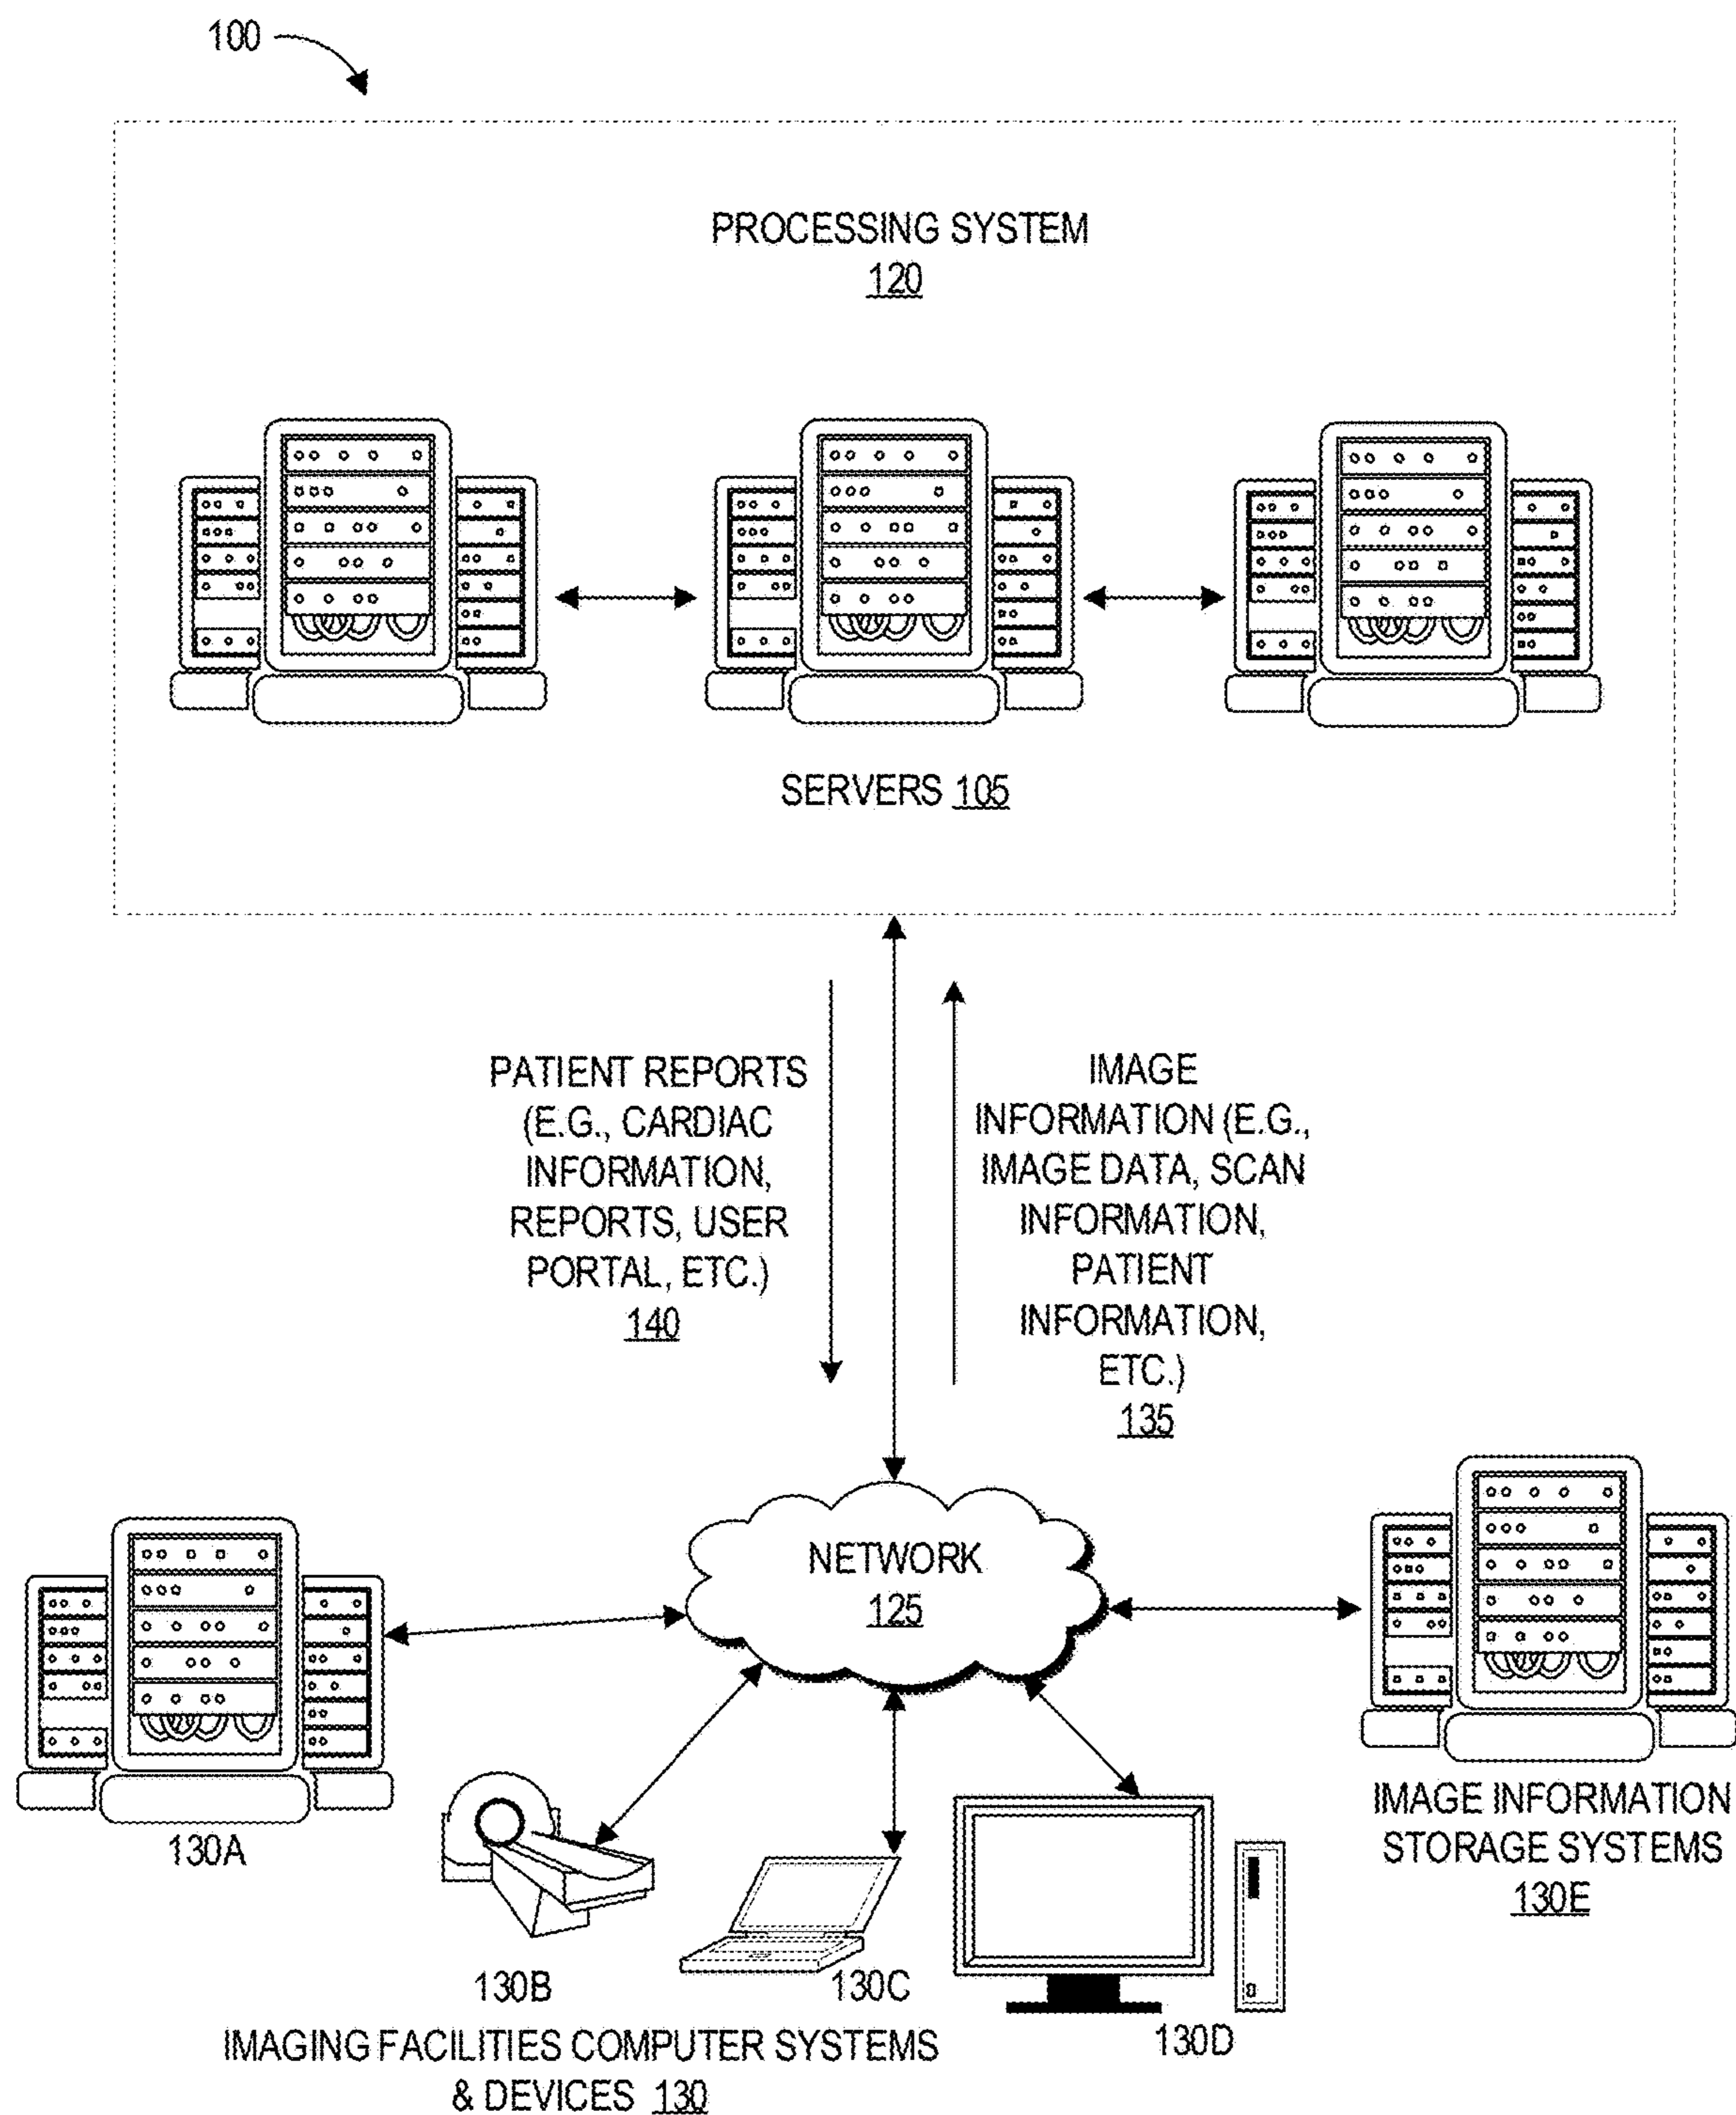 100
PROCESSING SYSTEM
120
SERVERS 105
PATIENT REPORTS
(E.G., CARDIAC
INFORMATION,
REPORTS, USER
PORTAL, ETC.)
140
IMAGE
INFORMATION (E.G.,
IMAGE DATA, SCAN
INFORMATION,
PATIENT
INFORMATION,
ETC.)
135
NETWORK
125
130A
130B
130C
130D
IMAGE INFORMATION
STORAGE SYSTEMS
130E
IMAGING FACILITIES COMPUTER SYSTEMS
& DEVICES 130